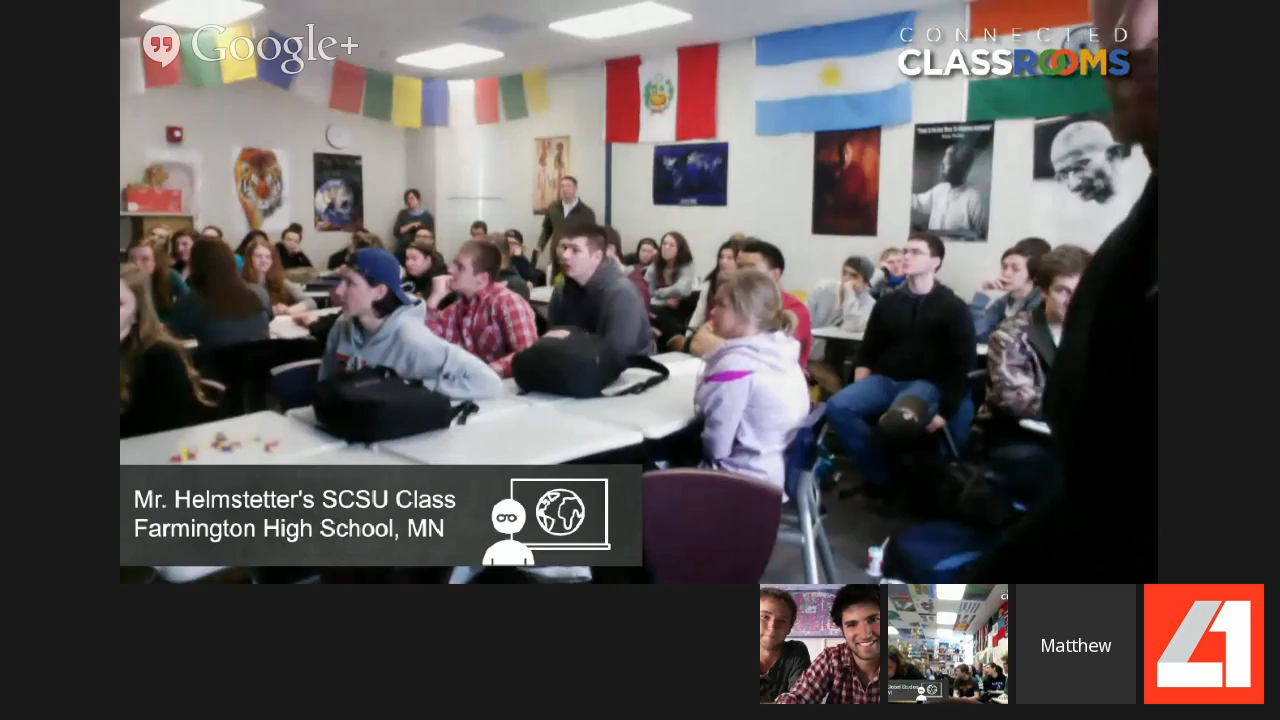 Google+
CONNECTED
CLASSROOMS
Mr. Helmstetter's SCSU Class
Farmington High School, MN
Matthew